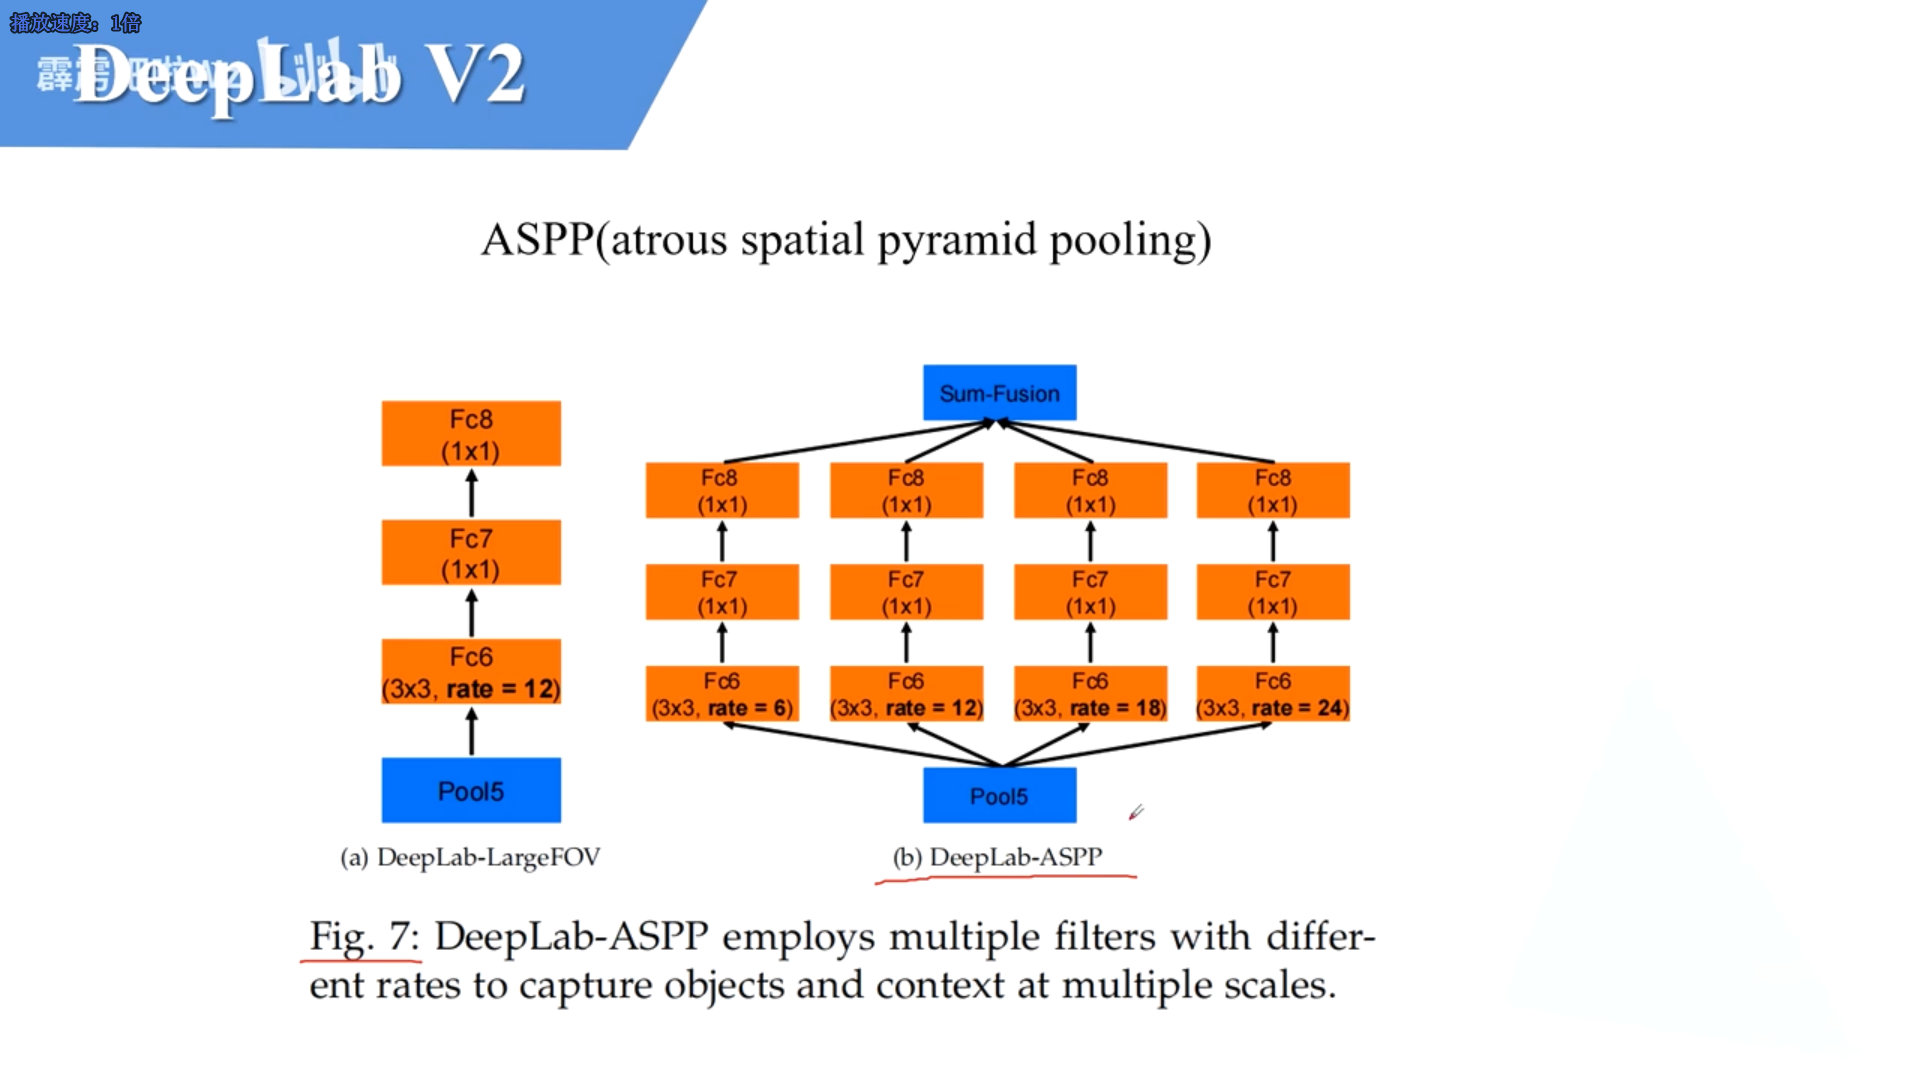 播放速度：1倍
DeepLab V2
bilibili
ASPP(atrous spatial pyramid pooling)
Fc8
(1x1)
Fc7
(1x1)
Fc6
(3x3, rate = 12)
Pool5
(a) DeepLab-LargeFOV
Sum-Fusion
Fc8 Fc8 Fc8 Fc8
(1x1) (1x1) (1x1) (1x1)
Fc7 Fc7 Fc7 Fc7
(1x1) (1x1) (1x1) (1x1)
Fc6 Fc6 Fc6 Fc6
(3x3, rate = 6) (3x3, rate = 12) (3x3, rate = 18) (3x3, rate = 24)
Pool5
(b) DeepLab-ASPP
Fig. 7: DeepLab-ASPP employs multiple filters with differ-
ent rates to capture objects and context at multiple scales.